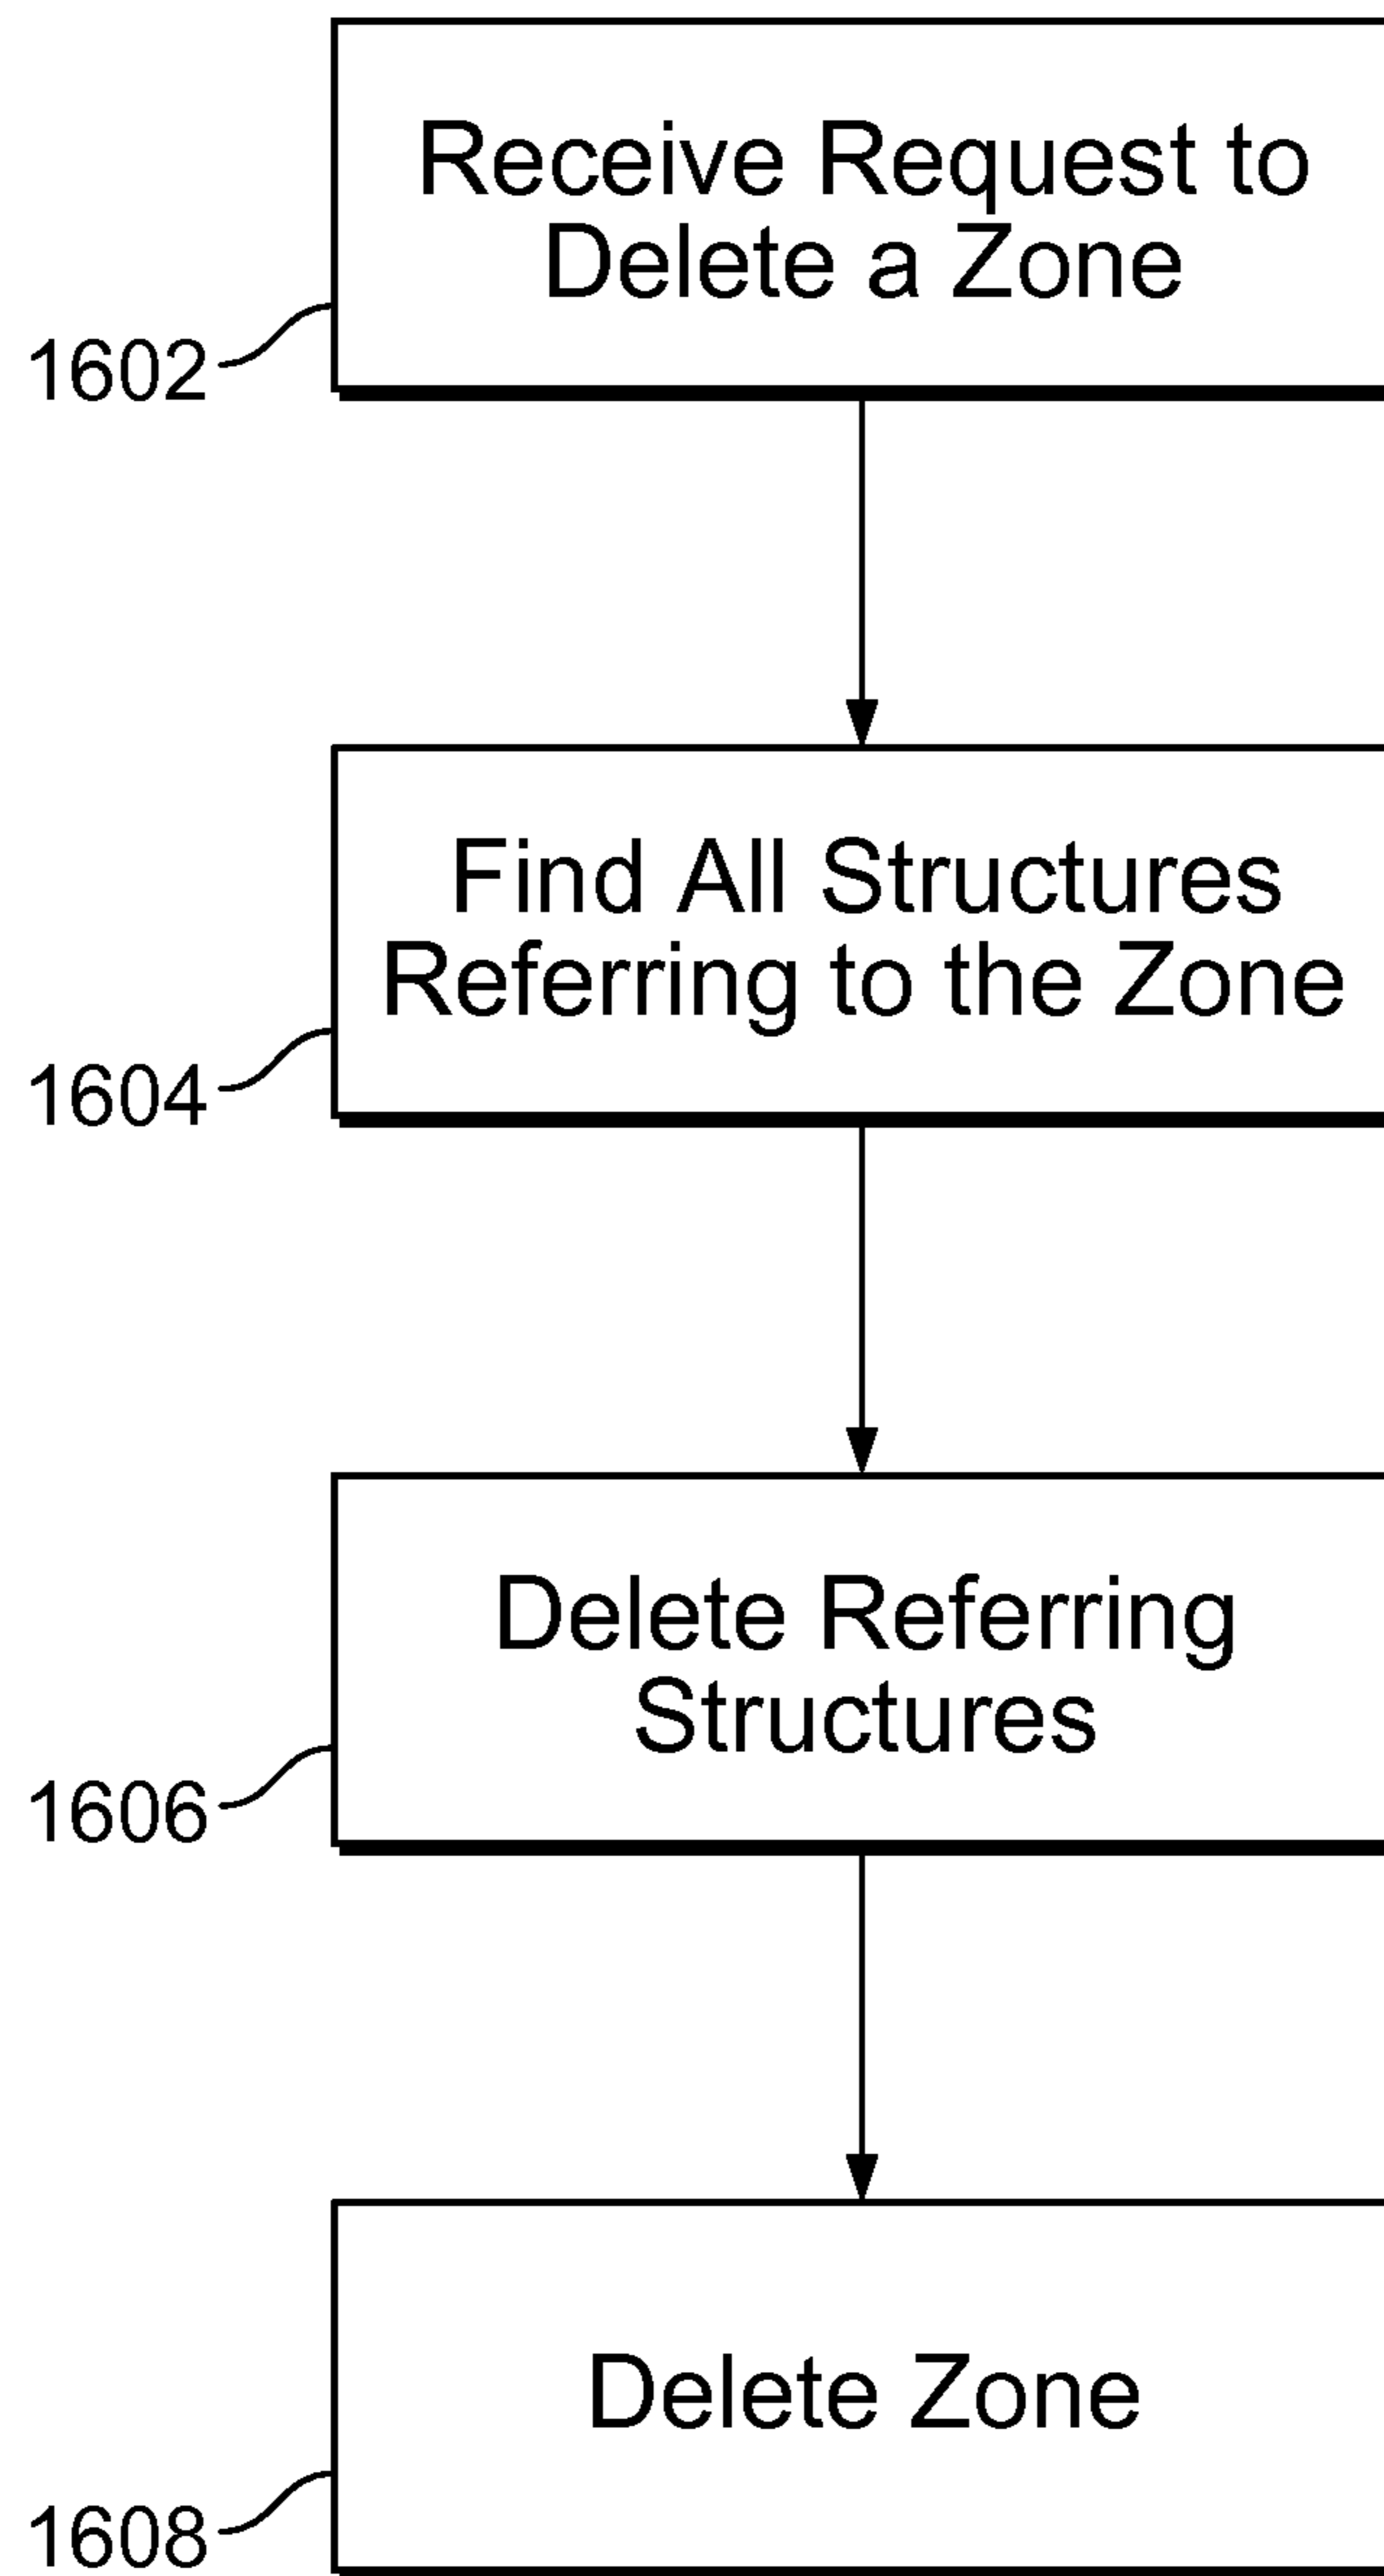 Receive Request to
Delete a Zone
1602
Find All Structures
Referring to the Zone
1604
Delete Referring
Structures
1606
Delete Zone
1608